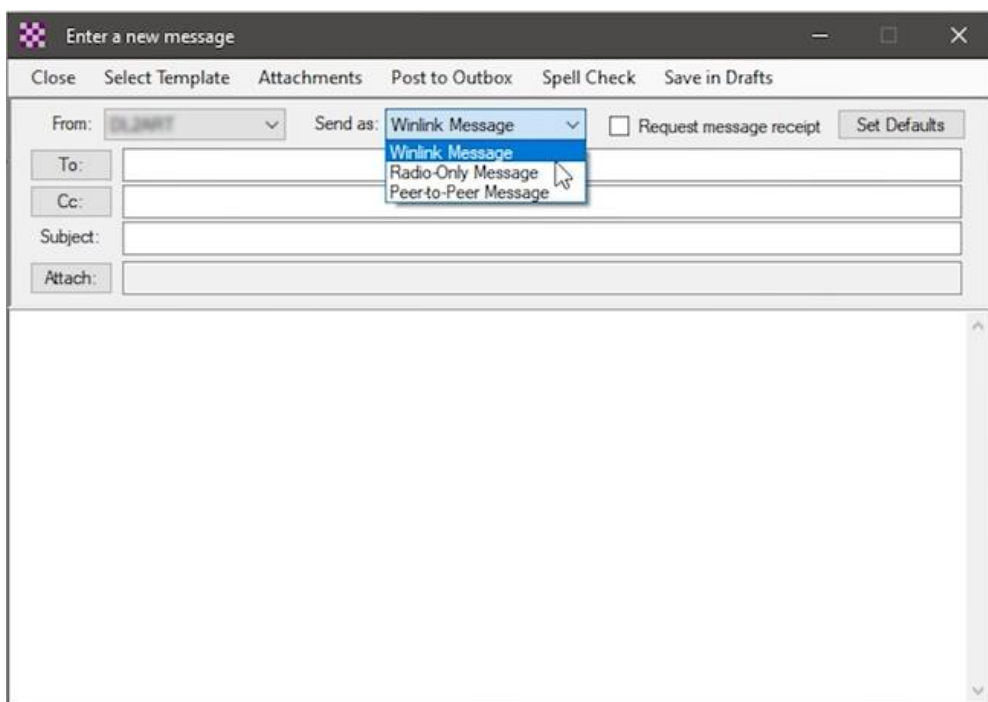 Enter a new message
Close Select Template Attachments Post to Outbox Spell Check Save in Drafts
From: Send as: Winlink Message Request message receipt Set Defaults
Winlink Message
To:
Radio-Only Message
Peer-to-Peer Message
Cc:
Subject:
Attach: